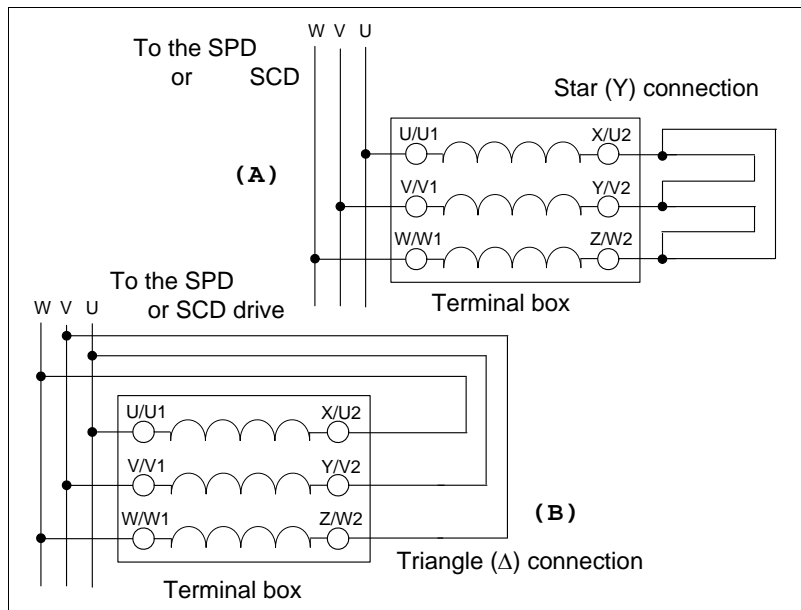 W V U
To the SPD
or SCD
Star (Y) connection
U/U1 X/U2
(A)
V/V1 Y/V2
W/W1 Z/W2
Terminal box
To the SPD
or SCD drive
W V U
U/U1 X/U2
V/V1 Y/V2
W/W1 Z/W2
(B)
Triangle (Δ) connection
Terminal box